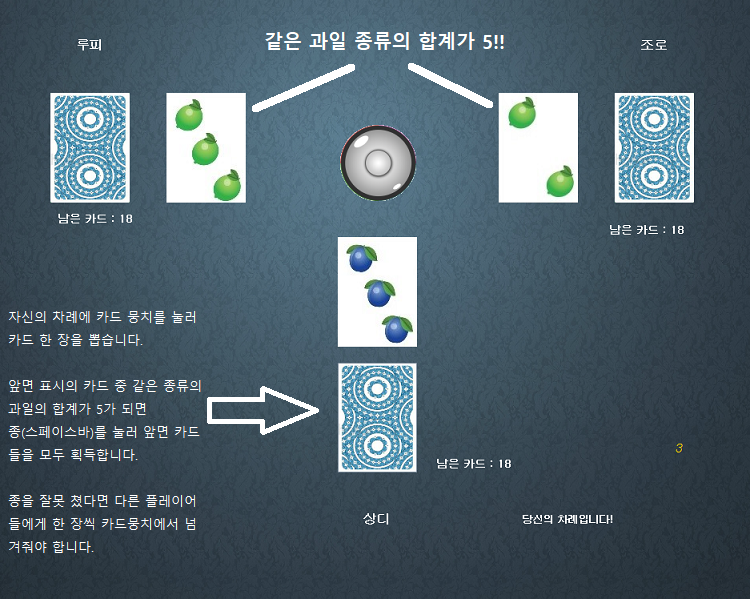 루피
같은 과일 종류의 합계가 5!!
조로
남은 카드 : 18
남은 카드 : 18
자신의 차례에 카드 뭉치를 눌러
카드 한 장을 뽑습니다.
앞면 표시의 카드 중 같은 종류의
과일의 합계가 5가 되면
종(스페이스바)를 눌러 앞면 카드
들을 모두 획득합니다.
3
남은 카드 : 18
종을 잘못 쳤다면 다른 플레이어
들에게 한 장씩 카드뭉치에서 넘
겨줘야 합니다.
상디
당신의 차례입니다!